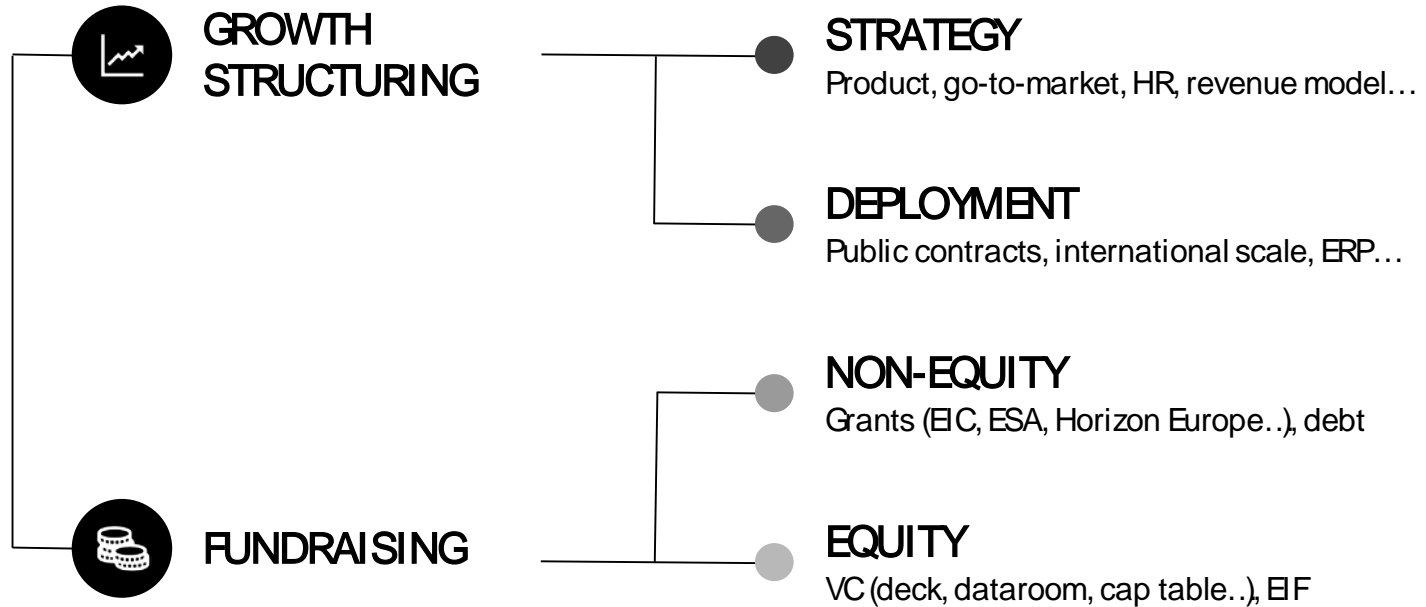 GROWTH
STRUCTURING
STRATEGY
Product, go-to-market, HR, revenue model…
DEPLOYMENT
Public contracts, international scale, ERP…
NON-EQUITY
Grants (EIC, ESA, Horizon Europe..), debt
FUNDRAISING
EQUITY
VC (deck, dataroom, cap table..), EIF